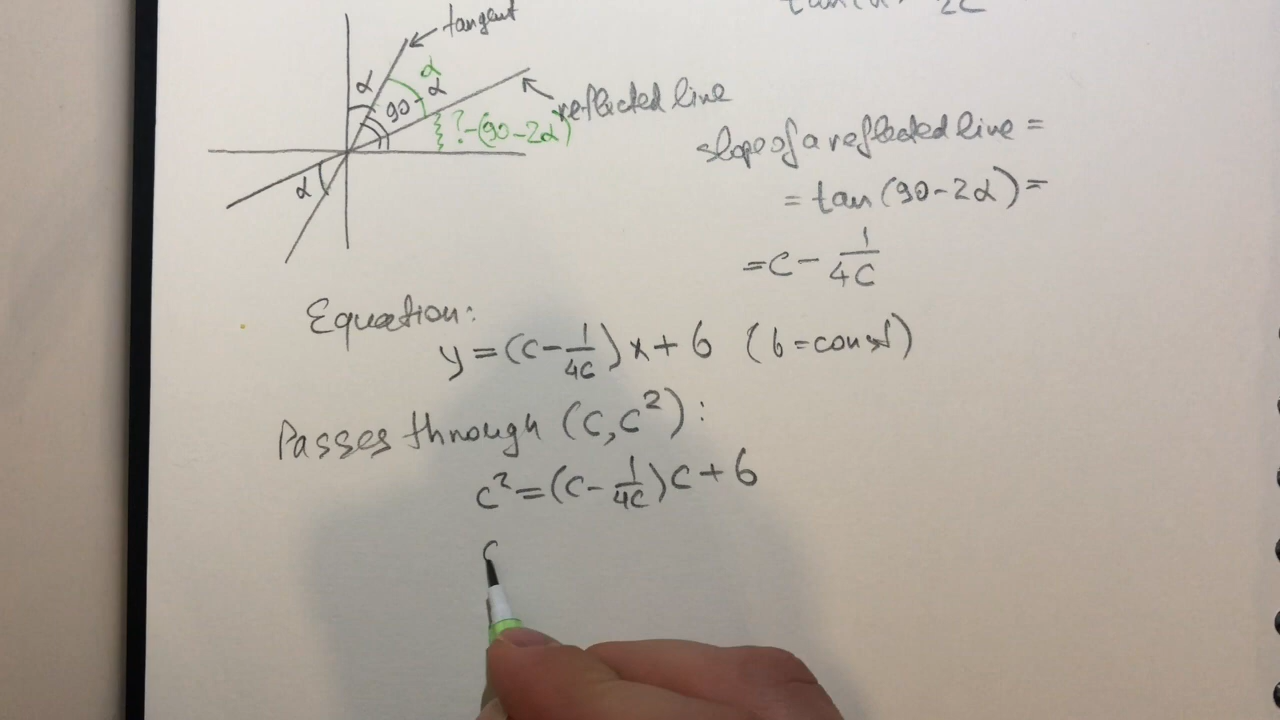 tangent
α
α
90-α
reflected line
?-(90-2α)
α
2C
slope of a reflected line =
= tan(90-2α) =
= c - 1/4C
Equation:
y = (c - 1/4C) x + b (b = const)
Passes through (c, c²):
c² = (c - 1/4C) c + b
c